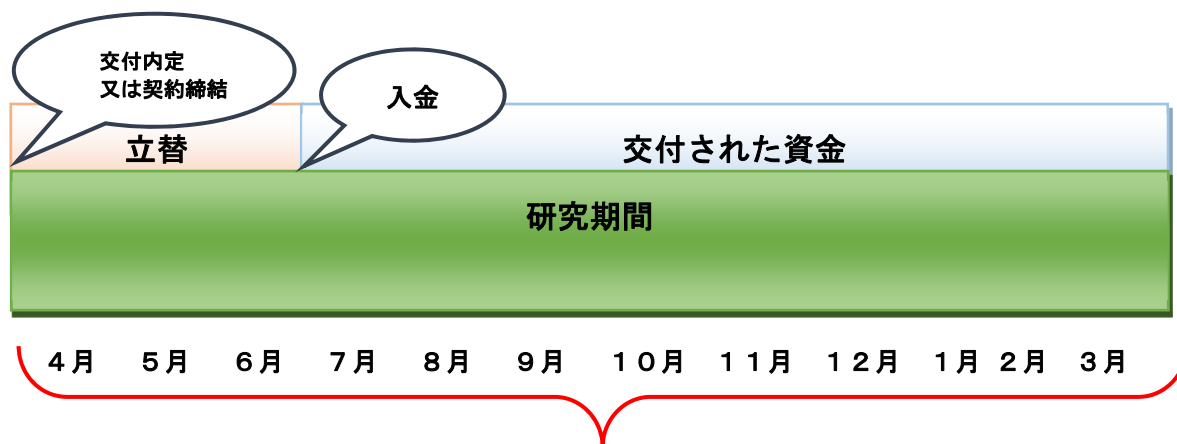 交付内定
又は契約締結
入金
立替
交付された資金
研究期間
４月 ５月 ６月 ７月 ８月 ９月 １０月 １１月 １２月 １月 ２月 ３月